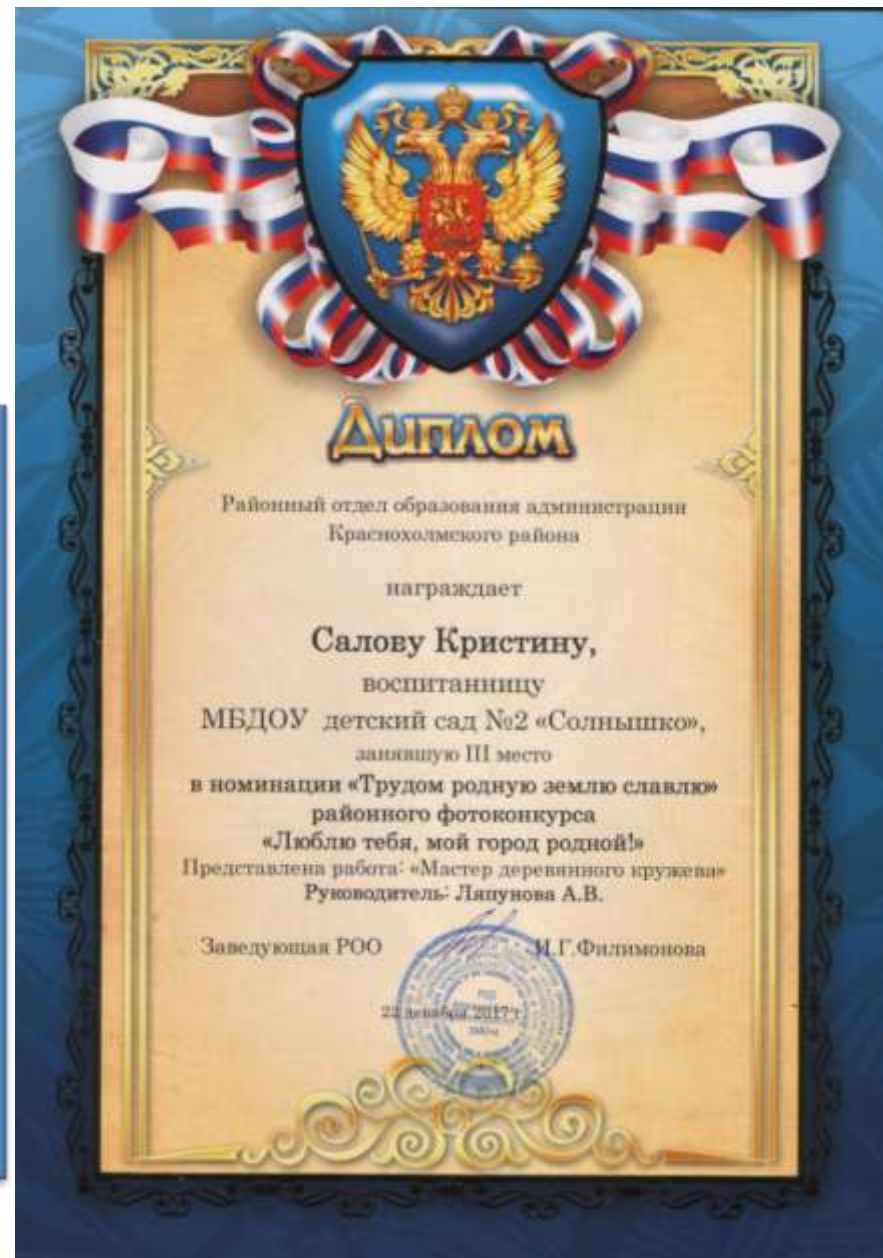 Диплом
Районный отдел образования администрации
Краснохолмского района
награждает
Салову Кристину,
воспитанницу
МБДОУ детский сад №2 «Солнышко»,
занявшую III место
в номинации «Трудом родную землю славлю»
районного фотоконкурса
«Люблю тебя, мой город родной!»
Представлена работа: «Мастер деревянного кружева»
Руководитель: Ляпунова А.В.
Заведующая РОО И.Г.Филимонова
22 декабря 2017 г